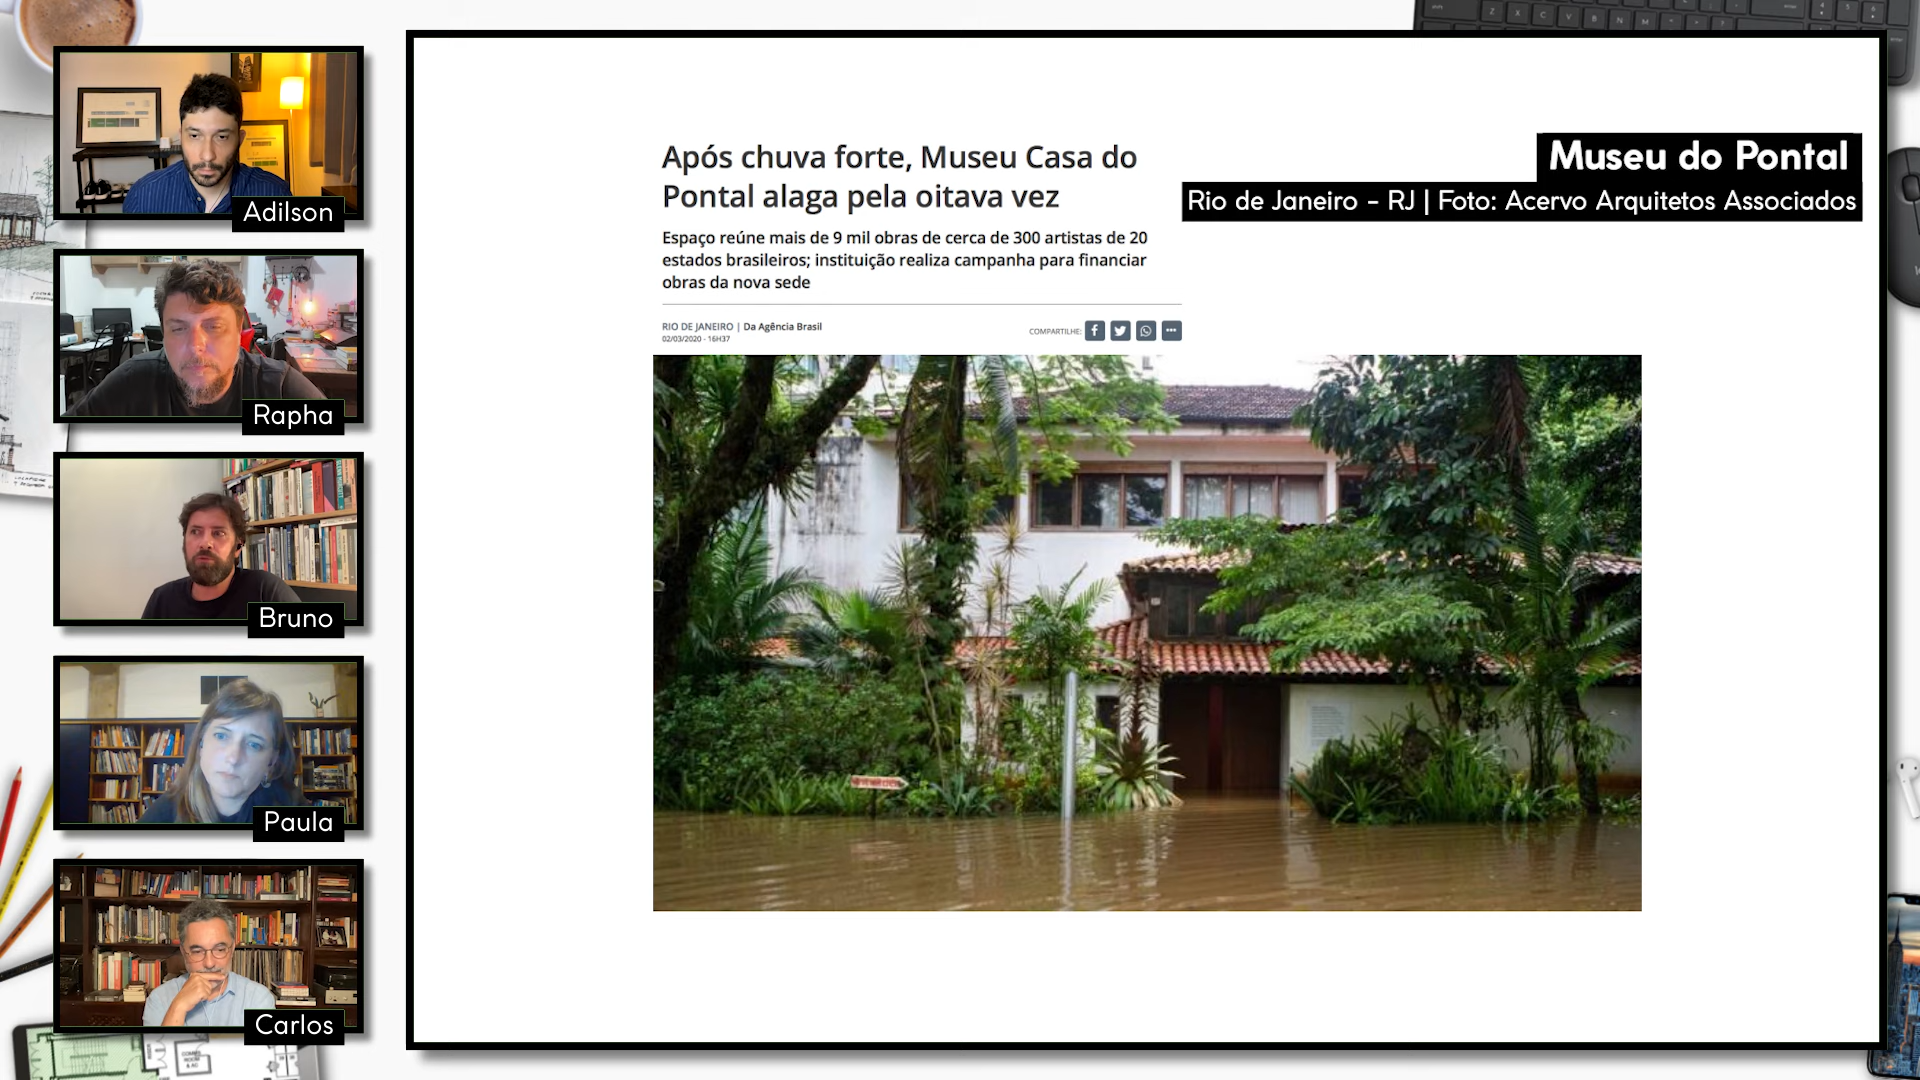 Adilson
Rapha
Bruno
Paula
Carlos
Após chuva forte, Museu Casa do
Pontal alaga pela oitava vez
Espaço reúne mais de 9 mil obras de cerca de 300 artistas de 20
estados brasileiros; instituição realiza campanha para financiar
obras da nova sede
RIO DE JANEIRO | Da Agência Brasil
02/03/2020 - 16H37
COMPARTILHE:
Museu do Pontal
Rio de Janeiro - RJ | Foto: Acervo Arquitetos Associados